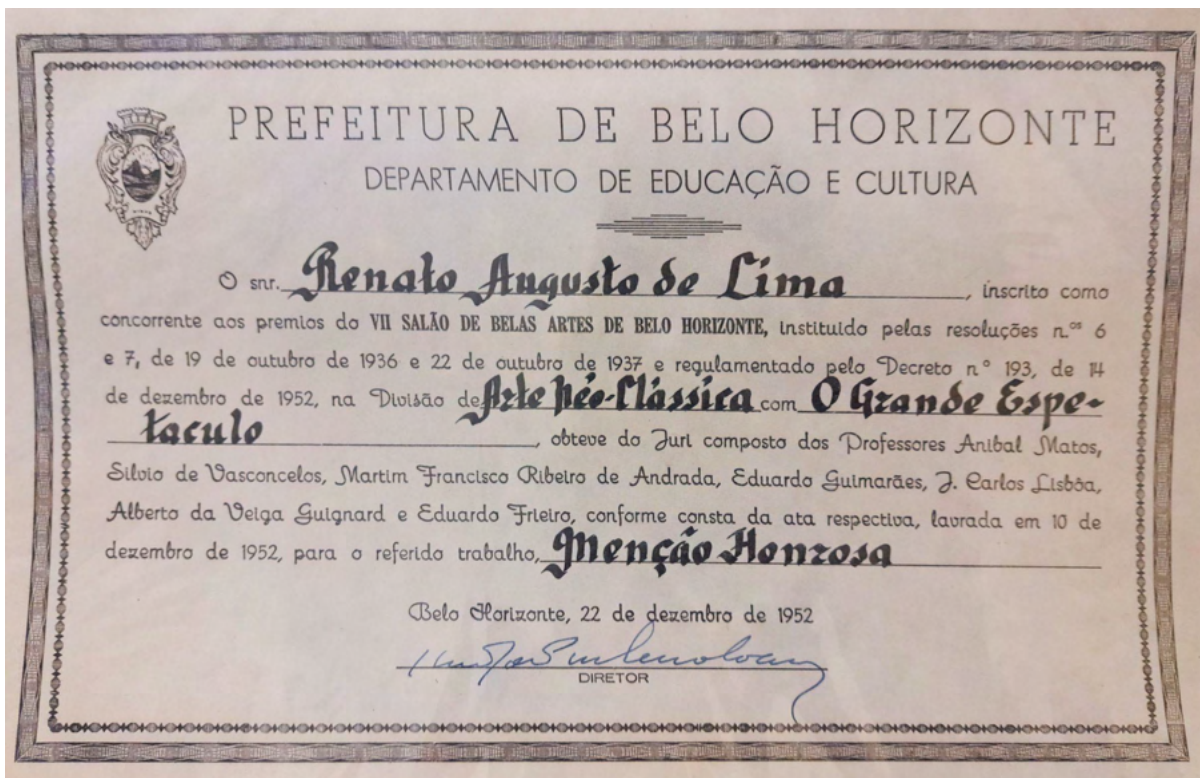 PREFEITURA DE BELO HORIZONTE
DEPARTAMENTO DE EDUCAÇÃO E CULTURA
O snr. Renato Augusto de Lima, inscrito como
concorrente aos premios do VII SALÃO DE BELAS ARTES DE BELO HORIZONTE, instituido pelas resoluções n.ºs 6
e 7, de 19 de outubro de 1936 e 22 de outubro de 1937 e regulamentado pelo Decreto n° 193, de 14
de dezembro de 1952, na Divisão de Arte Néo-Clássica com O Grande Espe-
taculo, obteve do Juri composto dos Professores Anibal Matos,
Silvio de Vasconcelos, Martim Francisco Ribeiro de Andrada, Eduardo Guimarães, J. Carlos Lisbôa,
Alberto da Veiga Guignard e Eduardo Frieiro, conforme consta da ata respectiva, lavrada em 10 de
dezembro de 1952, para o referido trabalho, Menção Honrosa
Belo Horizonte, 22 de dezembro de 1952
DIRETOR